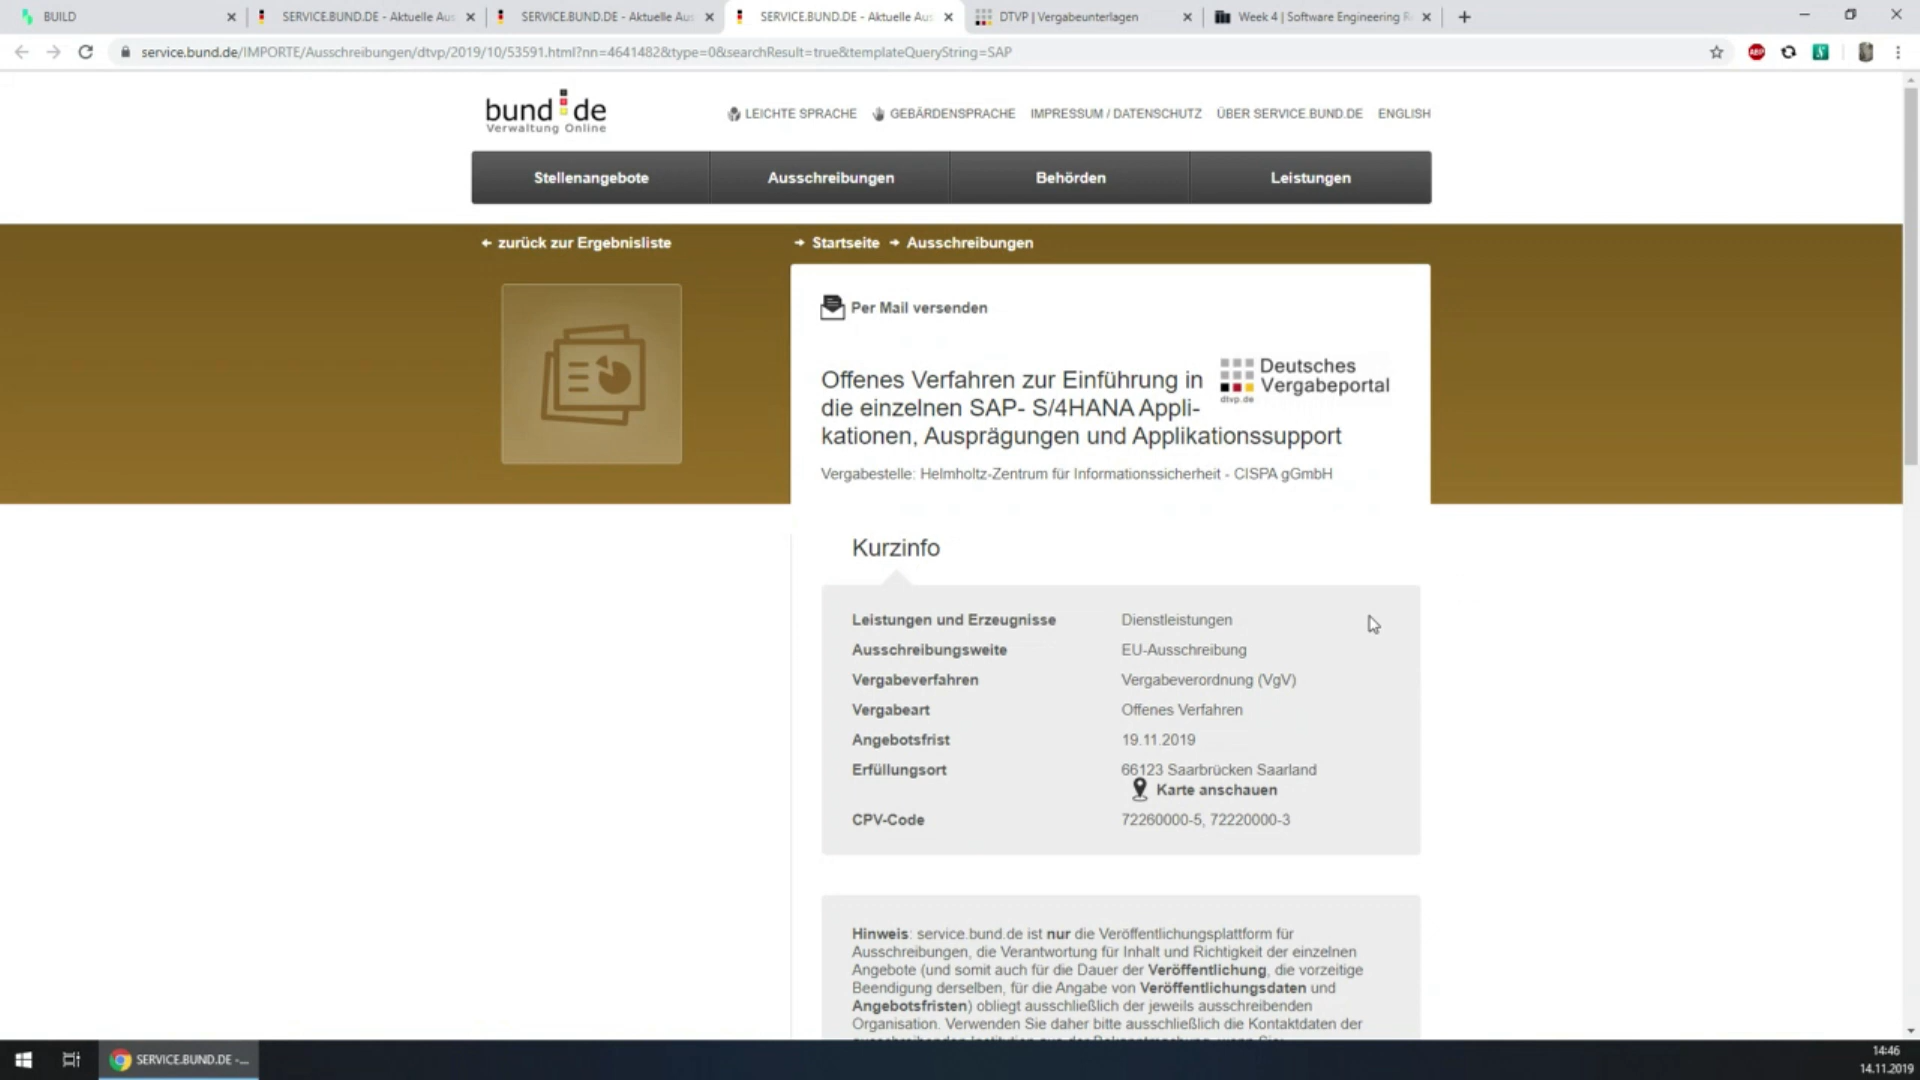 BUILD
SERVICE.BUND.DE - Aktuelle Aus
SERVICE.BUND.DE - Aktuelle Aus
SERVICE.BUND.DE - Aktuelle Aus
DTVP | Vergabeunterlagen
Week 4 | Software Engineering R
service.bund.de/IMPORTE/Ausschreibungen/dtvp/2019/10/53591.html?nn=4641482&type=0&searchResult=true&templateQueryString=SAP
ABP
S
bund de
Verwaltung Online
LEICHTE SPRACHE
GEBÄRDENSPRACHE
IMPRESSUM / DATENSCHUTZ
ÜBER SERVICE.BUND.DE
ENGLISH
Stellenangebote
Ausschreibungen
Behörden
Leistungen
zurück zur Ergebnisliste
Startseite
Ausschreibungen
Per Mail versenden
Offenes Verfahren zur Einführung in
die einzelnen SAP- S/4HANA Appli-
kationen, Ausprägungen und Applikationssupport
Deutsches
Vergabeportal
dtvp.de
Vergabestelle: Helmholtz-Zentrum für Informationssicherheit - CISPA gGmbH
Kurzinfo
Leistungen und Erzeugnisse Dienstleistungen
Ausschreibungsweite EU-Ausschreibung
Vergabeverfahren Vergabeverordnung (VgV)
Vergabeart Offenes Verfahren
Angebotsfrist 19.11.2019
Erfüllungsort 66123 Saarbrücken Saarland
Karte anschauen
CPV-Code 72260000-5, 72220000-3
Hinweis: service.bund.de ist nur die Veröffentlichungsplattform für
Ausschreibungen, die Verantwortung für Inhalt und Richtigkeit der einzelnen
Angebote (und somit auch für die Dauer der Veröffentlichung, die vorzeitige
Beendigung derselben, für die Angabe von Veröffentlichungsdaten und
Angebotsfristen) obliegt ausschließlich der jeweils ausschreibenden
Organisation. Verwenden Sie daher bitte ausschließlich die Kontaktdaten der
SERVICE.BUND.DE -...
14:46
14.11.2019